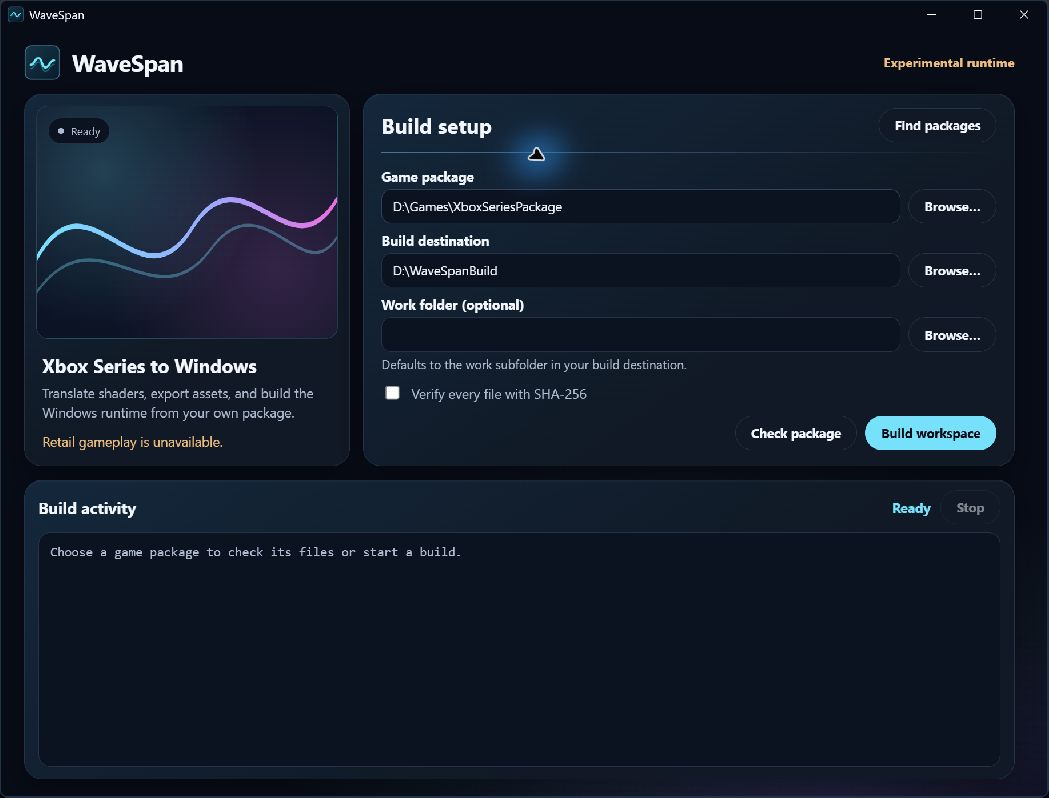 WaveSpan
WaveSpan
Experimental runtime
Ready
Xbox Series to Windows
Translate shaders, export assets, and build the
Windows runtime from your own package.
Retail gameplay is unavailable.
Build setup
Find packages
Game package
D:\Games\XboxSeriesPackage
Browse...
Build destination
D:\WaveSpanBuild
Browse...
Work folder (optional)
Browse...
Defaults to the work subfolder in your build destination.
Verify every file with SHA-256
Check package
Build workspace
Build activity
Ready
Stop
Choose a game package to check its files or start a build.